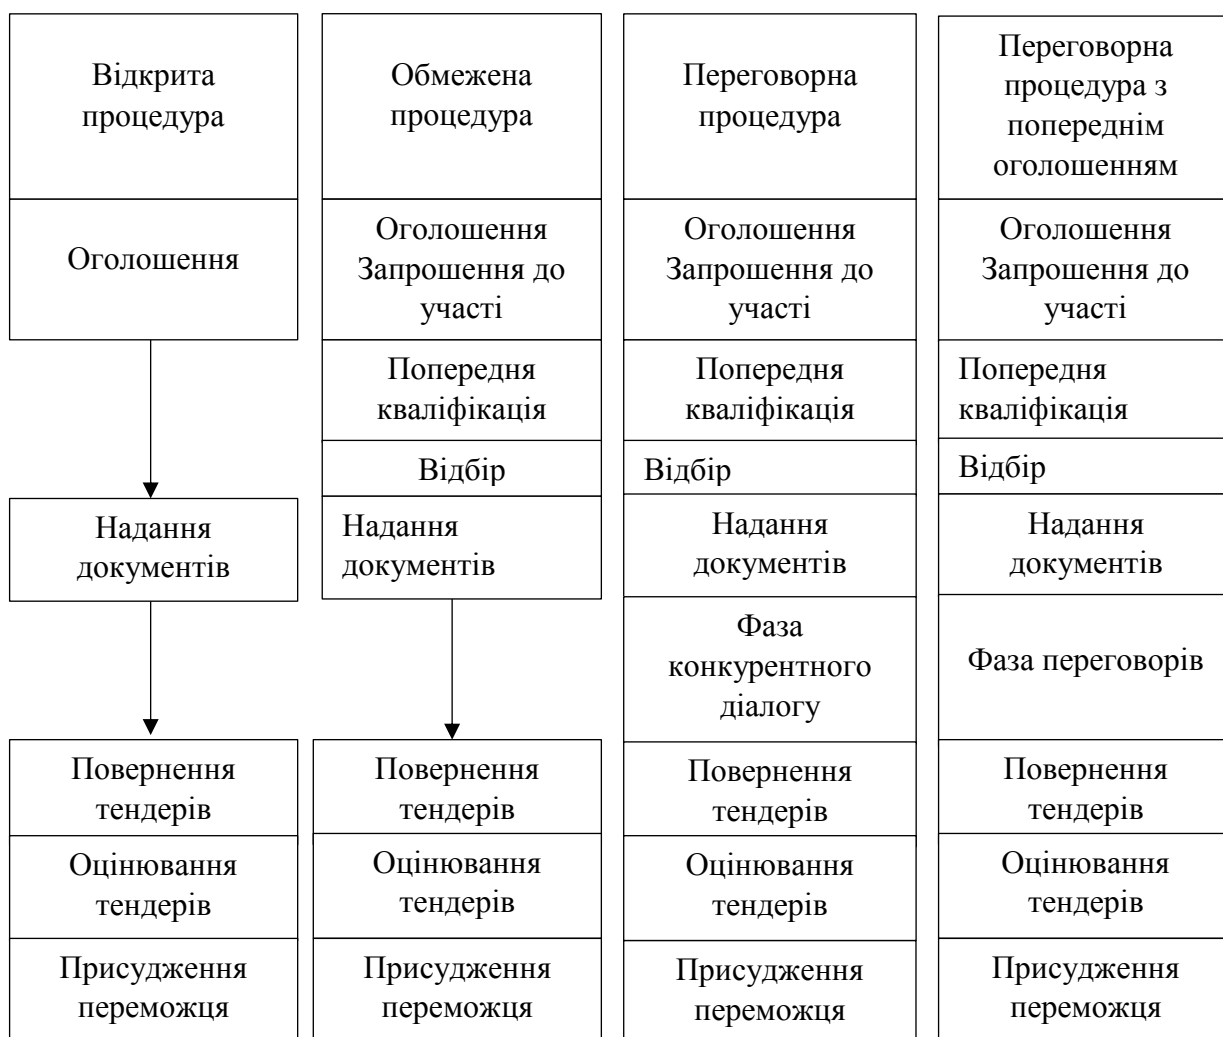 Відкрита
процедура
Оголошення
Надання
документів
Повернення
тендерів
Оцінювання
тендерів
Присудження
переможця
Обмежена
процедура
Оголошення
Запрошення до
участі
Попередня
кваліфікація
Відбір
Надання
документів
Повернення
тендерів
Оцінювання
тендерів
Присудження
переможця
Переговорна
процедура
Оголошення
Запрошення до
участі
Попередня
кваліфікація
Відбір
Надання
документів
Фаза
конкурентного
діалогу
Повернення
тендерів
Оцінювання
тендерів
Присудження
переможця
Переговорна
процедура з
попереднім
оголошенням
Оголошення
Запрошення до
участі
Попередня
кваліфікація
Відбір
Надання
документів
Фаза переговорів
Повернення
тендерів
Оцінювання
тендерів
Присудження
переможця